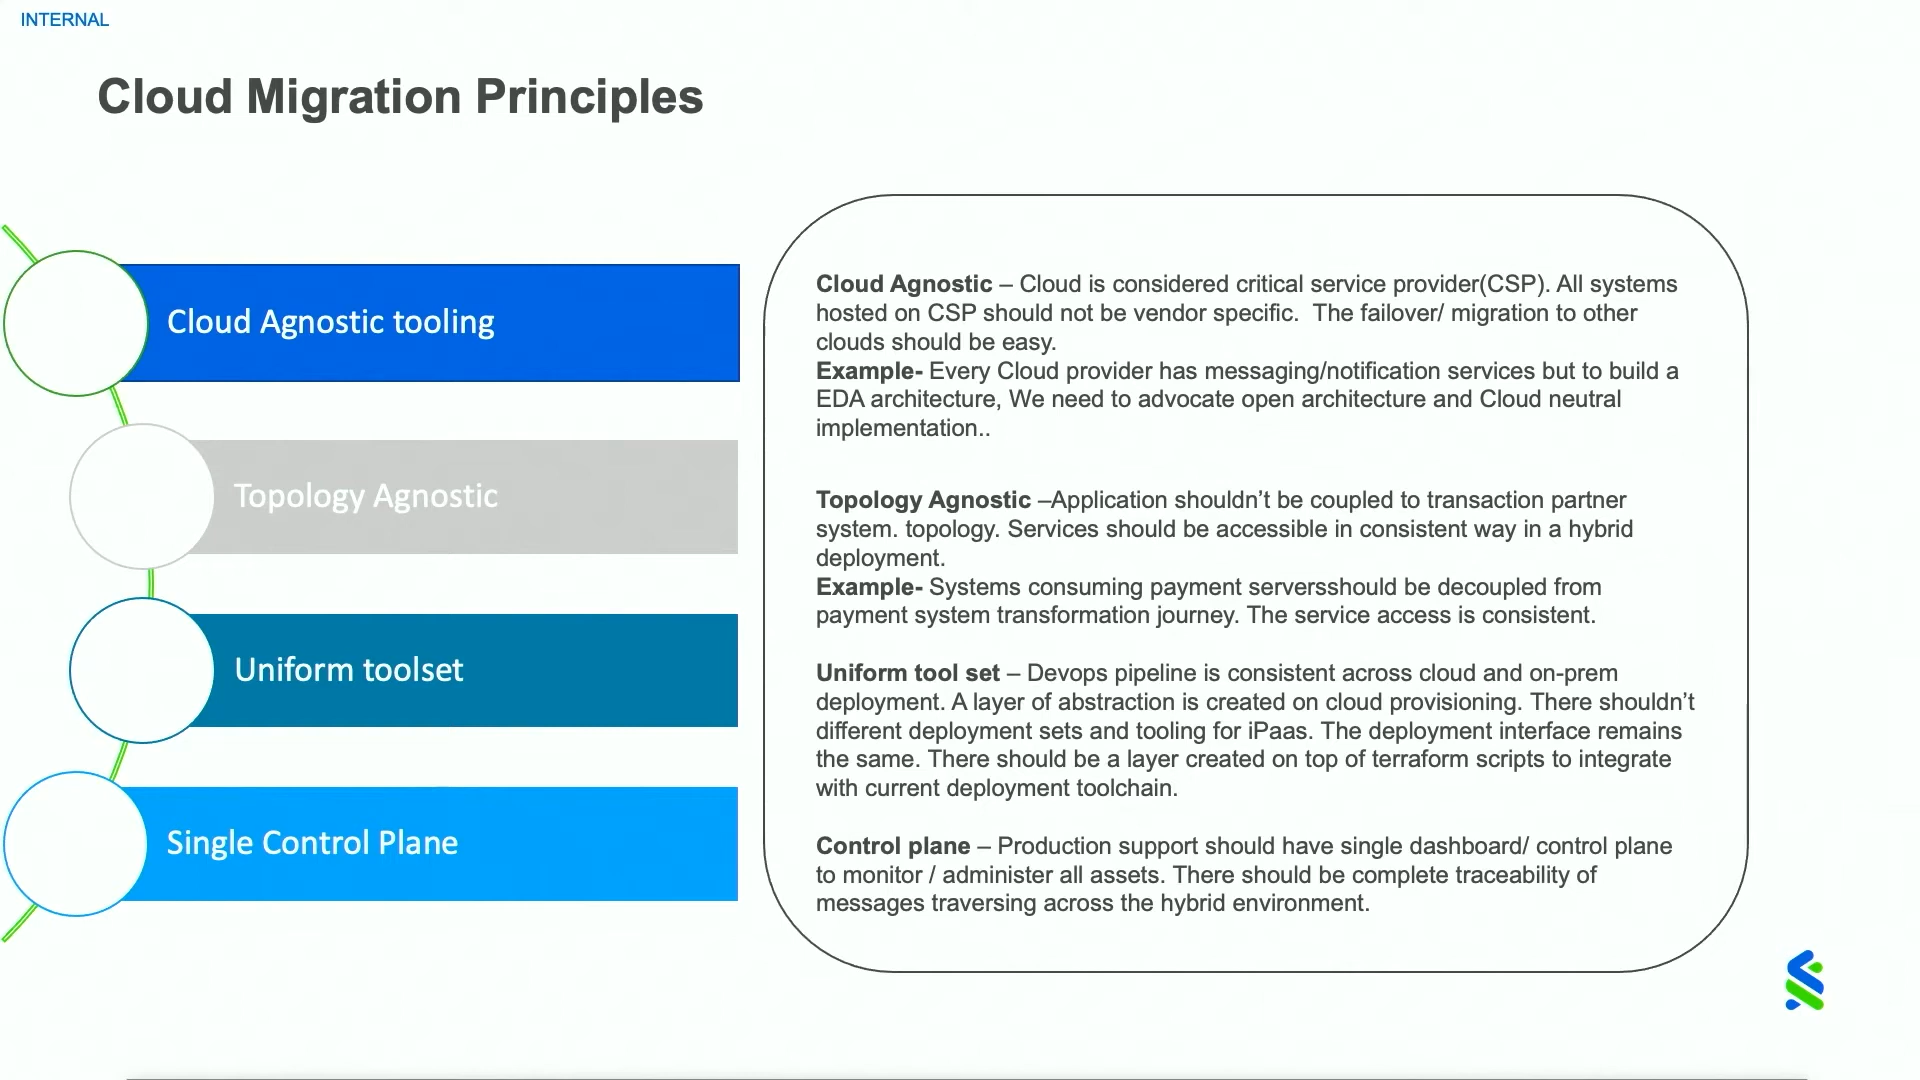 INTERNAL
Cloud Migration Principles
Cloud Agnostic tooling
Topology Agnostic
Uniform toolset
Single Control Plane
Cloud Agnostic – Cloud is considered critical service provider(CSP). All systems
hosted on CSP should not be vendor specific.  The failover/ migration to other
clouds should be easy.
Example- Every Cloud provider has messaging/notification services but to build a
EDA architecture, We need to advocate open architecture and Cloud neutral
implementation..
Topology Agnostic –Application shouldn’t be coupled to transaction partner
system. topology. Services should be accessible in consistent way in a hybrid
deployment.
Example- Systems consuming payment serversshould be decoupled from
payment system transformation journey. The service access is consistent.
Uniform tool set – Devops pipeline is consistent across cloud and on-prem
deployment. A layer of abstraction is created on cloud provisioning. There shouldn’t
different deployment sets and tooling for iPaas. The deployment interface remains
the same. There should be a layer created on top of terraform scripts to integrate
with current deployment toolchain.
Control plane – Production support should have single dashboard/ control plane
to monitor / administer all assets. There should be complete traceability of
messages traversing across the hybrid environment.